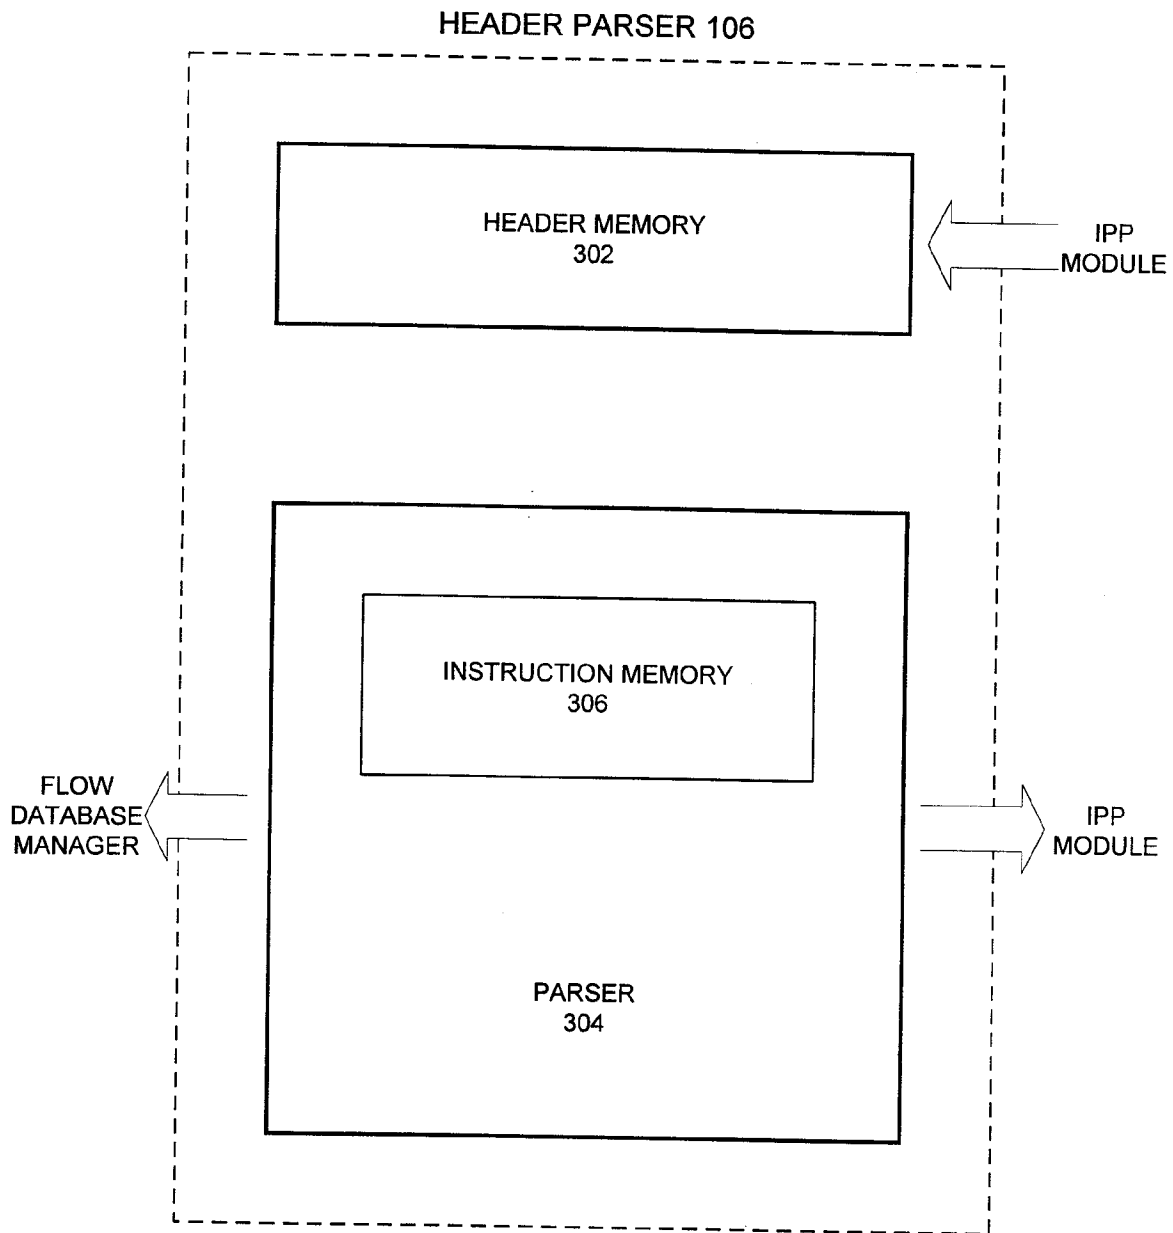 HEADER PARSER 106
HEADER MEMORY
302
IPP
MODULE
INSTRUCTION MEMORY
306
FLOW
DATABASE
MANAGER
IPP
MODULE
PARSER
304